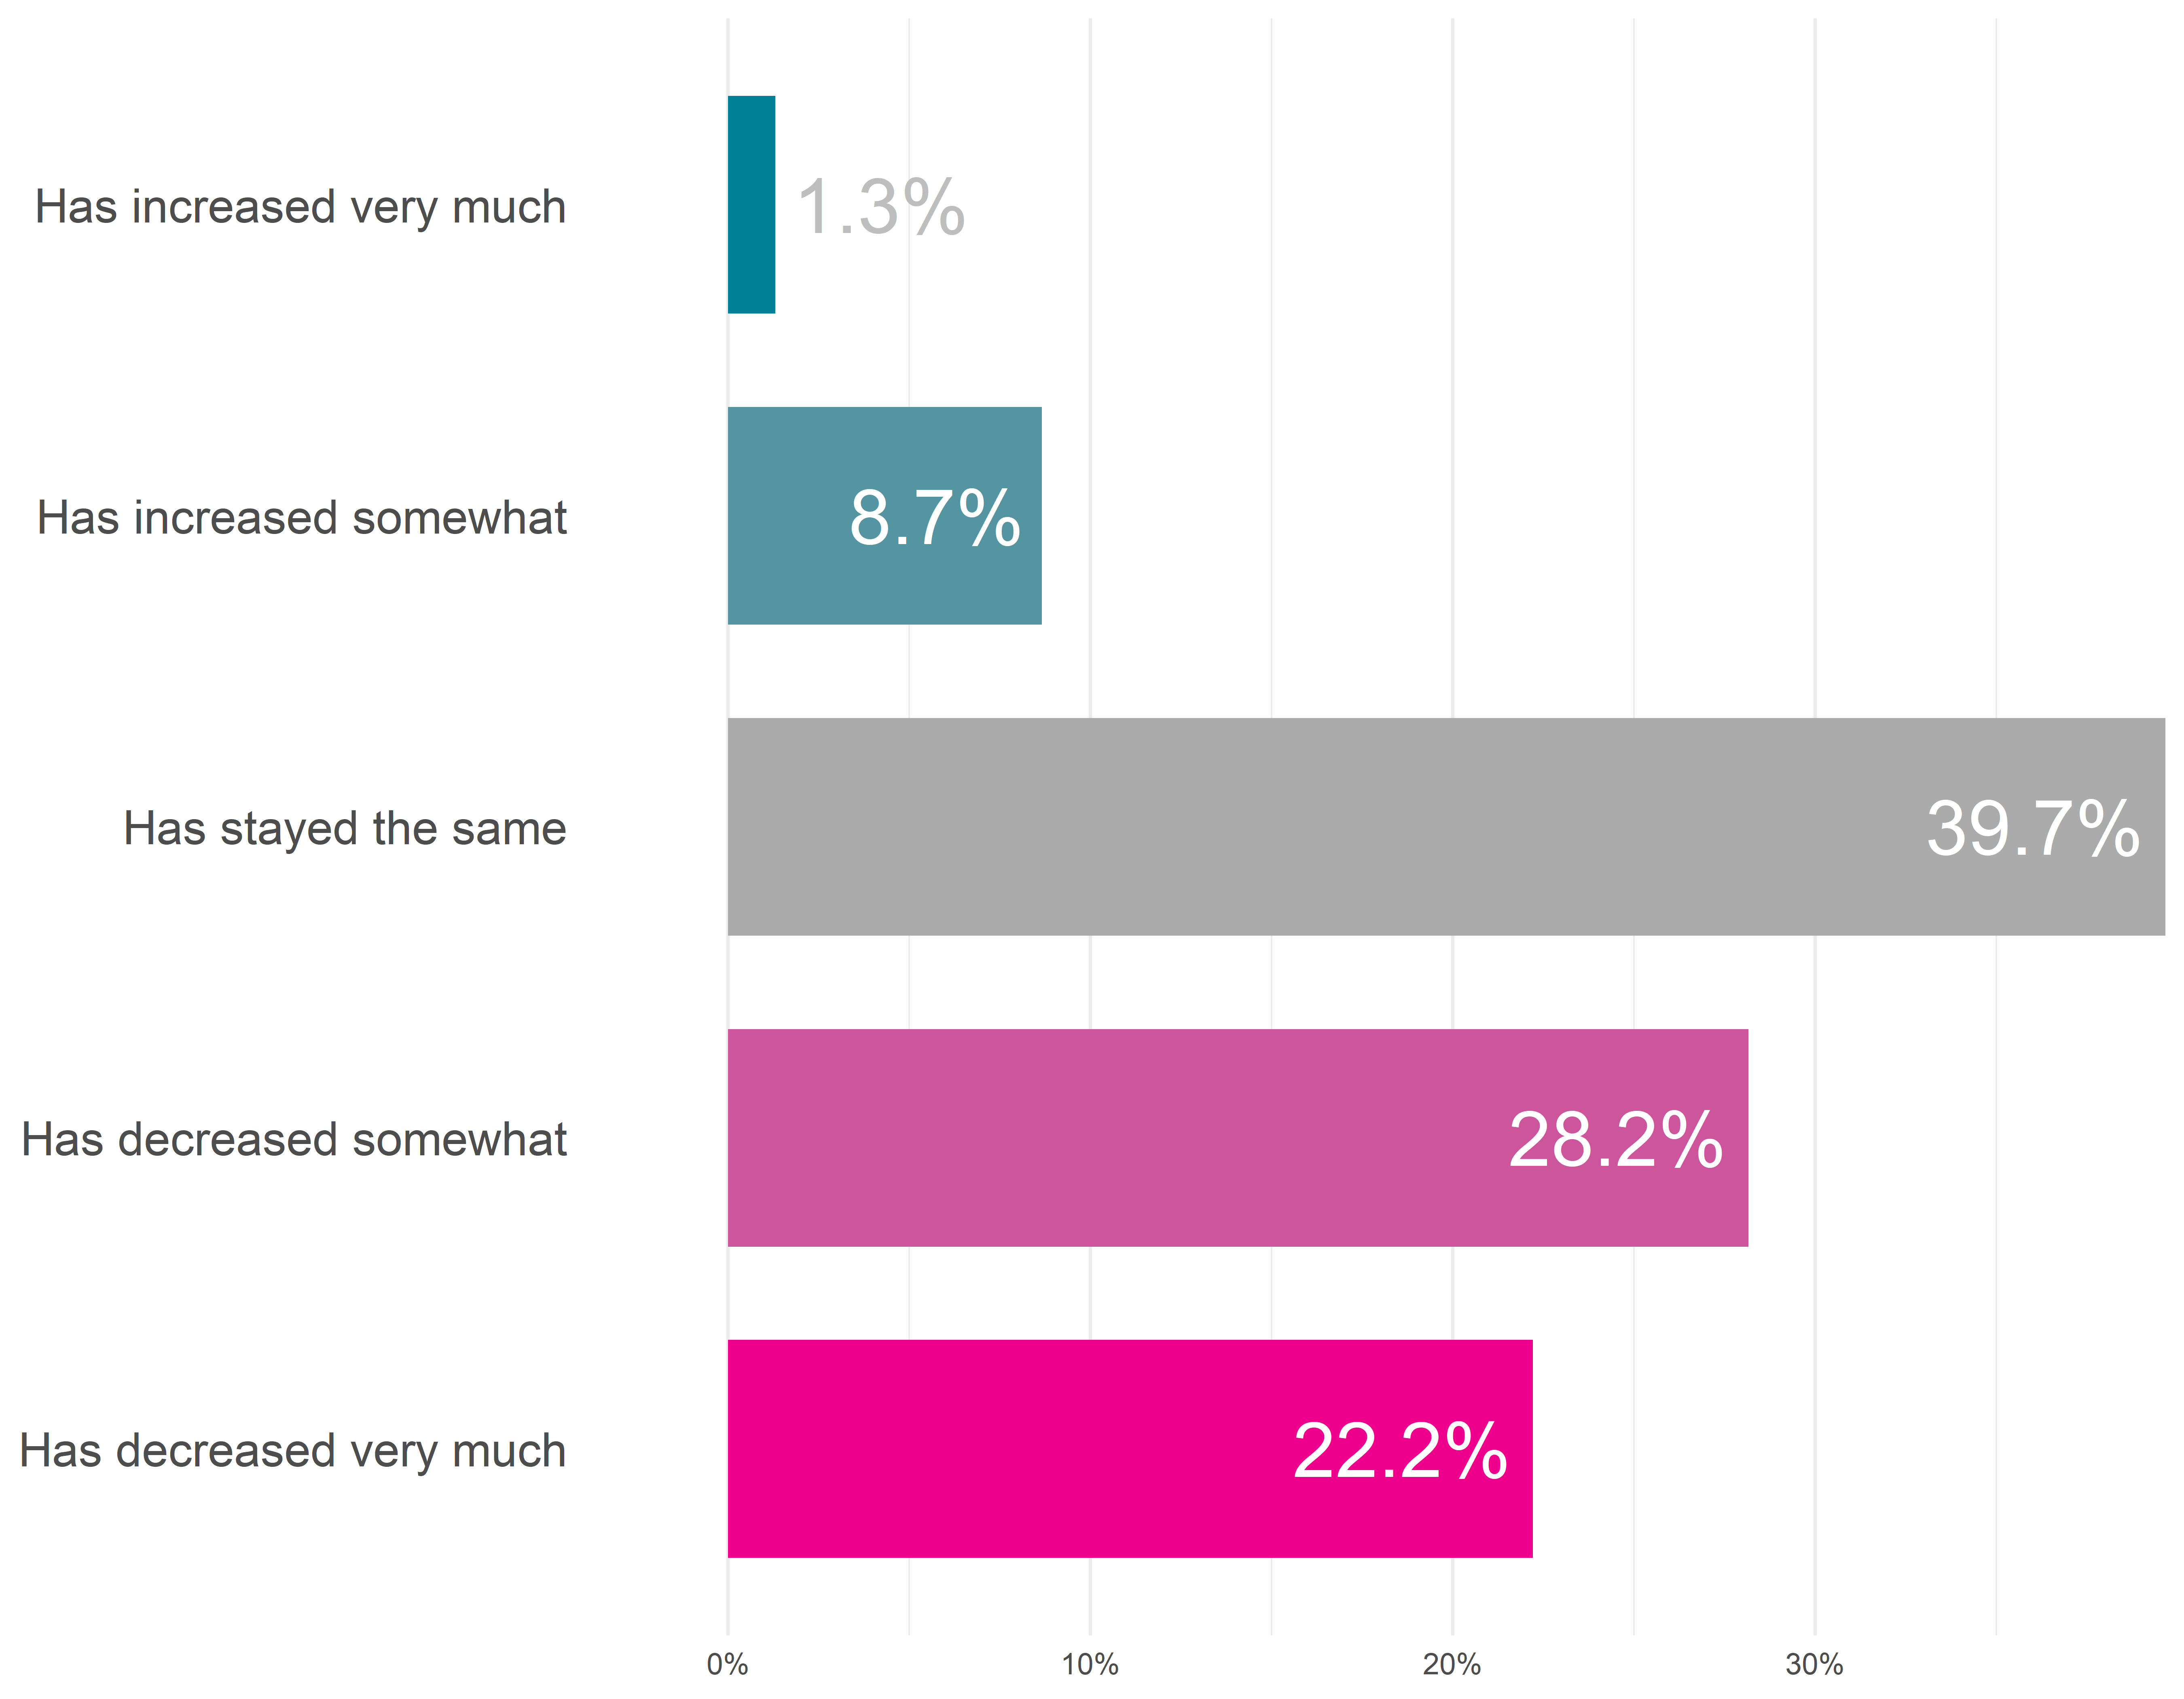 Has increased very much
1.3%
Has increased somewhat
8.7%
Has stayed the same
39.7%
Has decreased somewhat
28.2%
Has decreased very much
22.2%
0%
10%
20%
30%